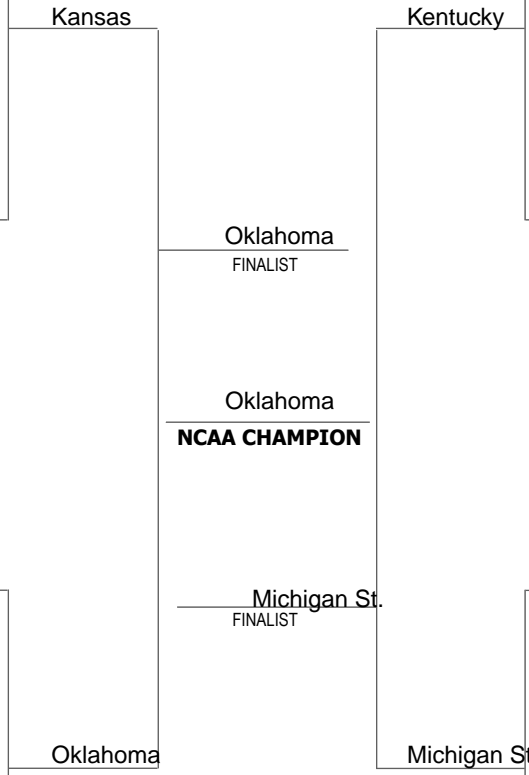 Kansas
Kentucky
Oklahoma
FINALIST
Oklahoma
NCAA CHAMPION
Michigan St.
FINALIST
Oklahoma
Michigan St